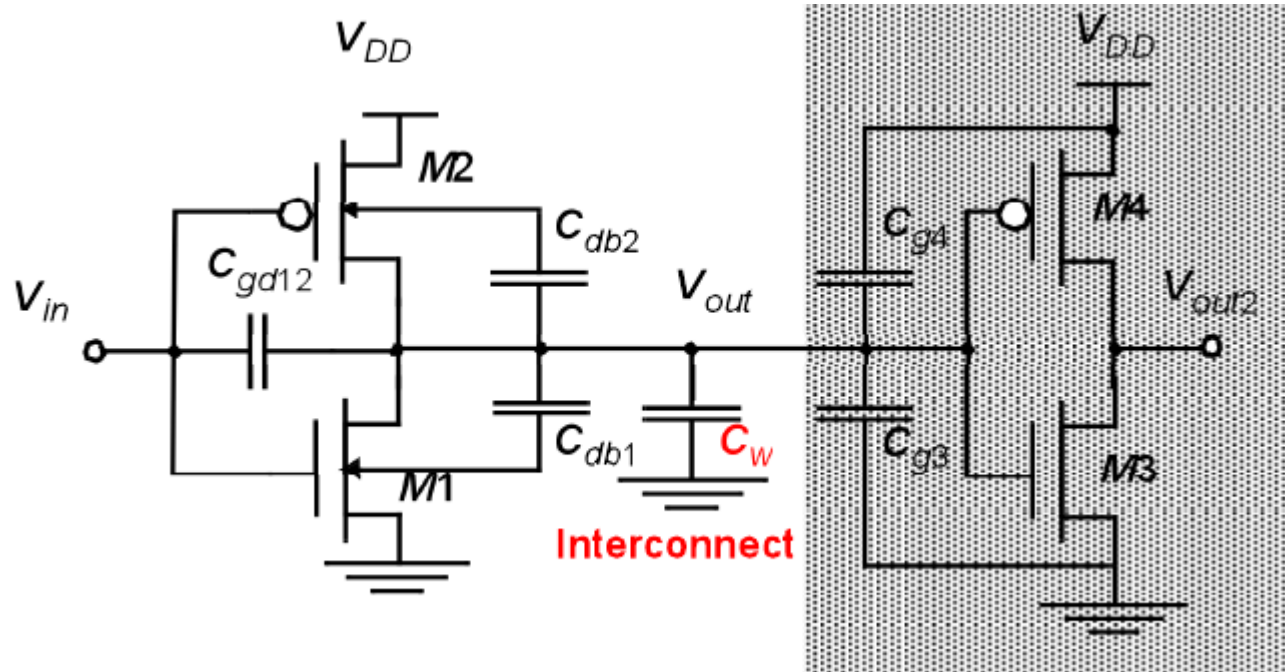 VDD
VDD
M2
M4
Cdb2
Cg4
Cgd12
Vin
Vout
Vout2
Cdb1
CW
Cg3
M1
M3
Interconnect